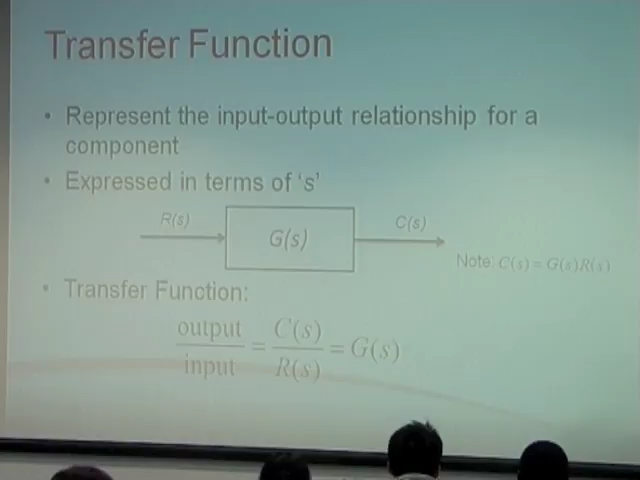 Transfer Function
• Represent the input-output relationship for a
component
• Expressed in terms of 's'
R(s)
G(s)
C(s)
Note: C(s) = G(s)R(s)
• Transfer Function:
output / input = C(s) / R(s) = G(s)